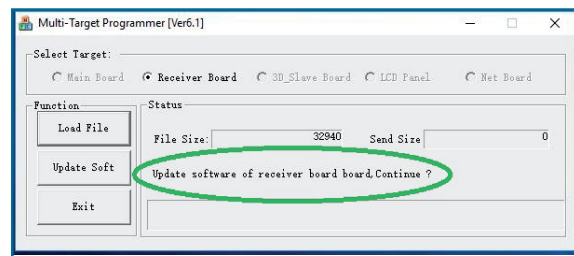 Multi-Target Programmer [Ver6.1]
Select Target:
Main Board Receiver Board 3D_Slave Board LCD Panel Net Board
Function
Status
Load File
File Size: 32940 Send Size 0
Update Soft
Update software of receiver board board,Continue ?
Exit